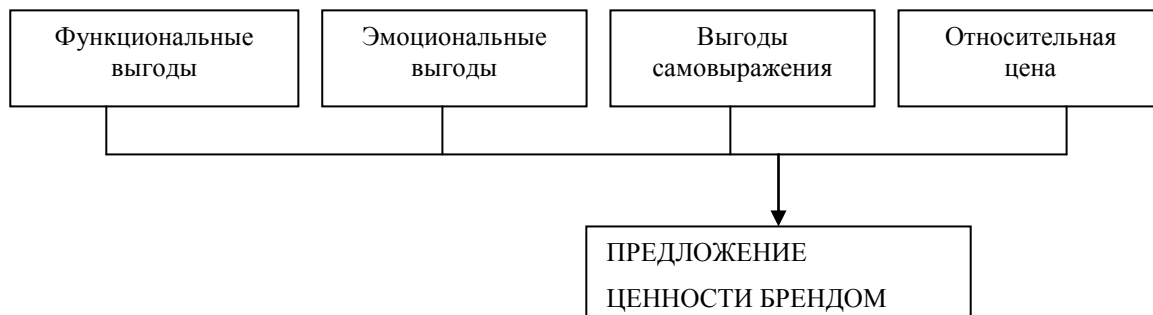 Функциональные
выгоды
Эмоциональные
выгоды
Выгоды
самовыражения
Относительная
цена
ПРЕДЛОЖЕНИЕ
ЦЕННОСТИ БРЕНДОМ